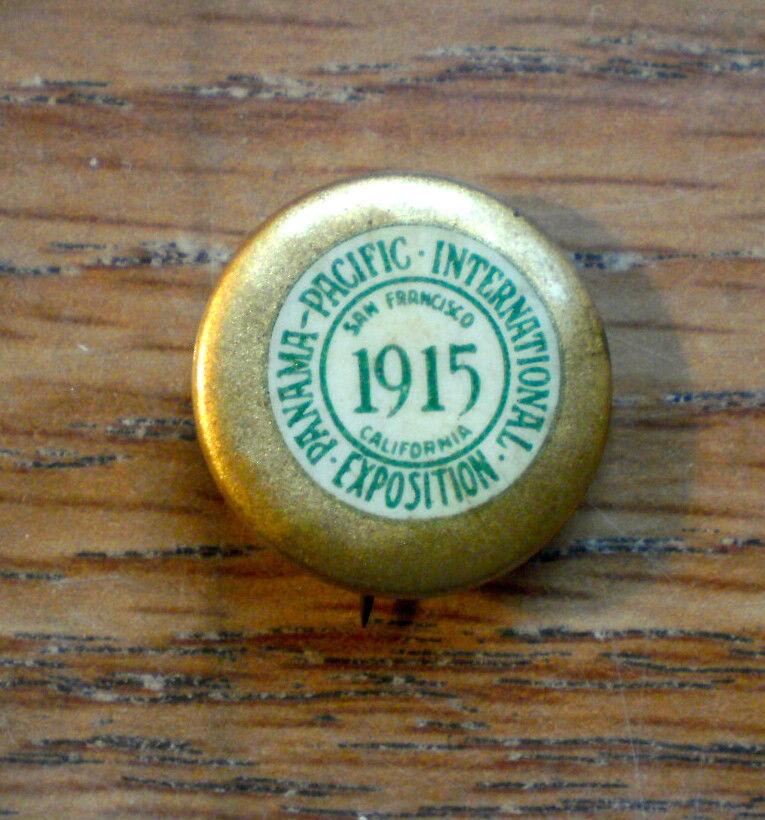 PANAMA-PACIFIC · INTERNATIONAL · EXPOSITION ·
SAN FRANCISCO
1915
CALIFORNIA